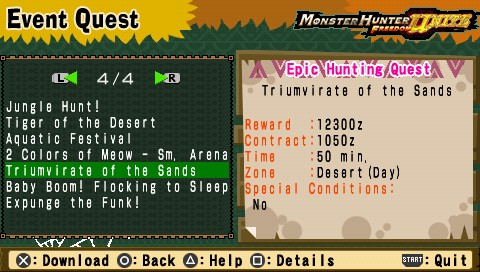 Event Quest
MONSTER HUNTER
FREEDOM UNITE
L 4/4 R
Jungle Hunt!
Tiger of the Desert
Aquatic Festival
2 Colors of Meow - Sm. Arena
Triumvirate of the Sands
Baby Boom! Flocking to Sleep
Expunge the Funk!
Epic Hunting Quest
Triumvirate of the Sands
Reward :12300z
Contract:1050z
Time :50 min.
Zone :Desert(Day)
Special Conditions:
No
X: Download O: Back △: Help □: Details START: Quit